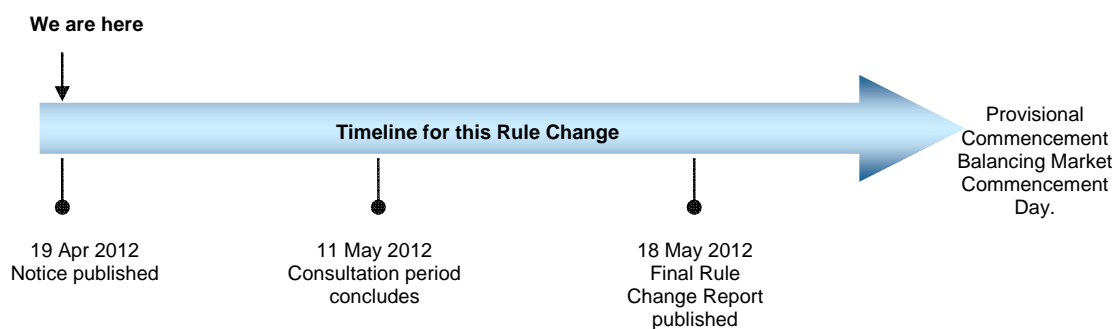 We are here
Timeline for this Rule Change
Provisional
Commencement
Balancing Market
Commencement
Day.
19 Apr 2012
Notice published
11 May 2012
Consultation period
concludes
18 May 2012
Final Rule
Change Report
published